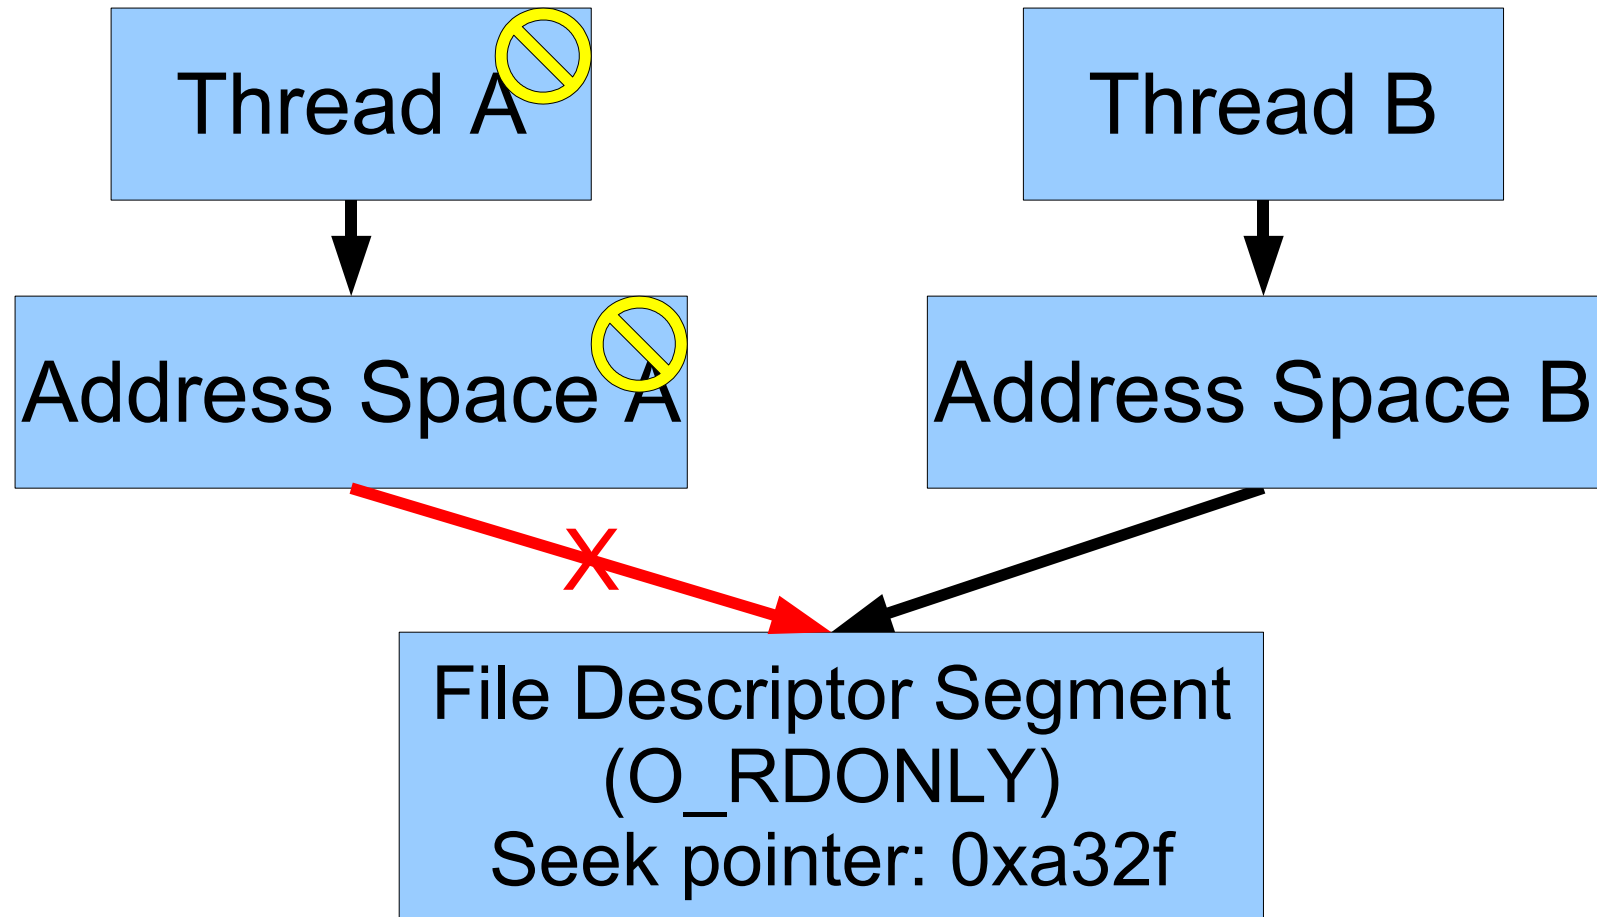 Thread A
Thread B
Address Space A
Address Space B
X
File Descriptor Segment
(O_RDONLY)
Seek pointer: 0xa32f